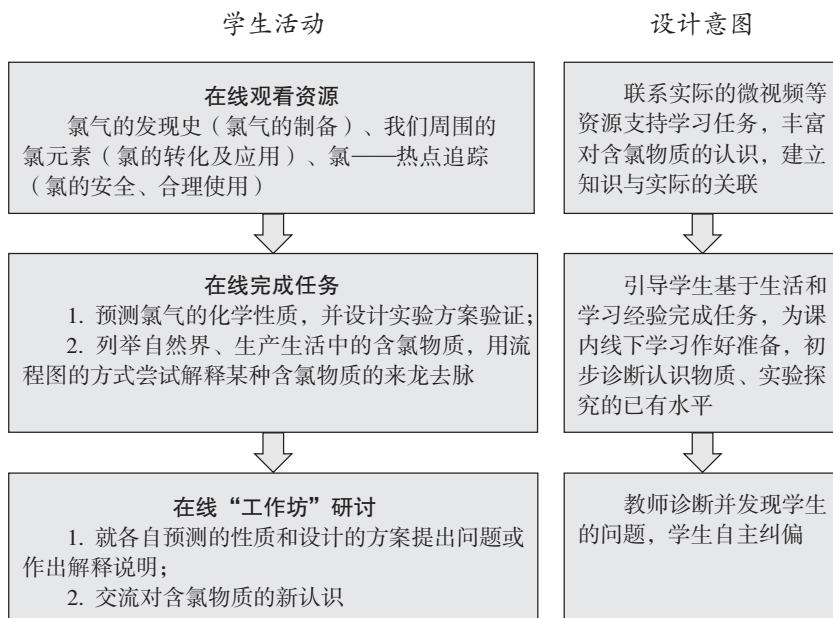 学生活动
设计意图
在线观看资源
氯气的发现史（氯气的制备）、我们周围的
氯元素（氯的转化及应用）、氯——热点追踪
（氯的安全、合理使用）
联系实际的微视频等
资源支持学习任务，丰富
对含氯物质的认识，建立
知识与实际的关联
在线完成任务
1. 预测氯气的化学性质，并设计实验方案验证；
2. 列举自然界、生产生活中的含氯物质，用流
程图的方式尝试解释某种含氯物质的来龙去脉
引导学生基于生活和
学习经验完成任务，为课
内线下学习作好准备，初
步诊断认识物质、实验探
究的已有水平
在线“工作坊”研讨
1. 就各自预测的性质和设计的方案提出问题或
作出解释说明；
2. 交流对含氯物质的新认识
教师诊断并发现学生
的问题，学生自主纠偏